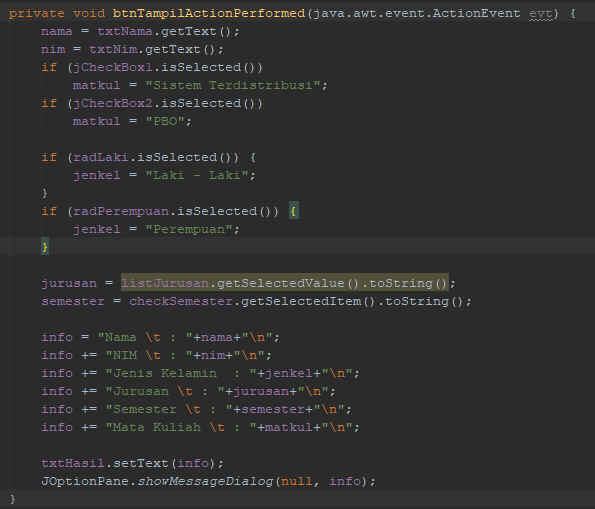 private void btnTampilActionPerformed(java.awt.event.ActionEvent evt) {
nama = txtNama.getText();
nim = txtNim.getText();
if (jCheckBox1.isSelected())
matkul = "Sistem Terdistribusi";
if (jCheckBox2.isSelected())
matkul = "PBO";
if (radLaki.isSelected()) {
jenkel = "Laki - Laki";
}
if (radPerempuan.isSelected()) {
jenkel = "Perempuan";
}
jurusan = listJurusan.getSelectedValue().toString();
semester = checkSemester.getSelectedItem().toString();
info = "Nama \t : "+nama+"\n";
info += "NIM \t : "+nim+"\n";
info += "Jenis Kelamin  : "+jenkel+"\n";
info += "Jurusan \t : "+jurusan+"\n";
info += "Semester \t : "+semester+"\n";
info += "Mata Kuliah \t : "+matkul+"\n";
txtHasil.setText(info);
JOptionPane.showMessageDialog(null, info);
}